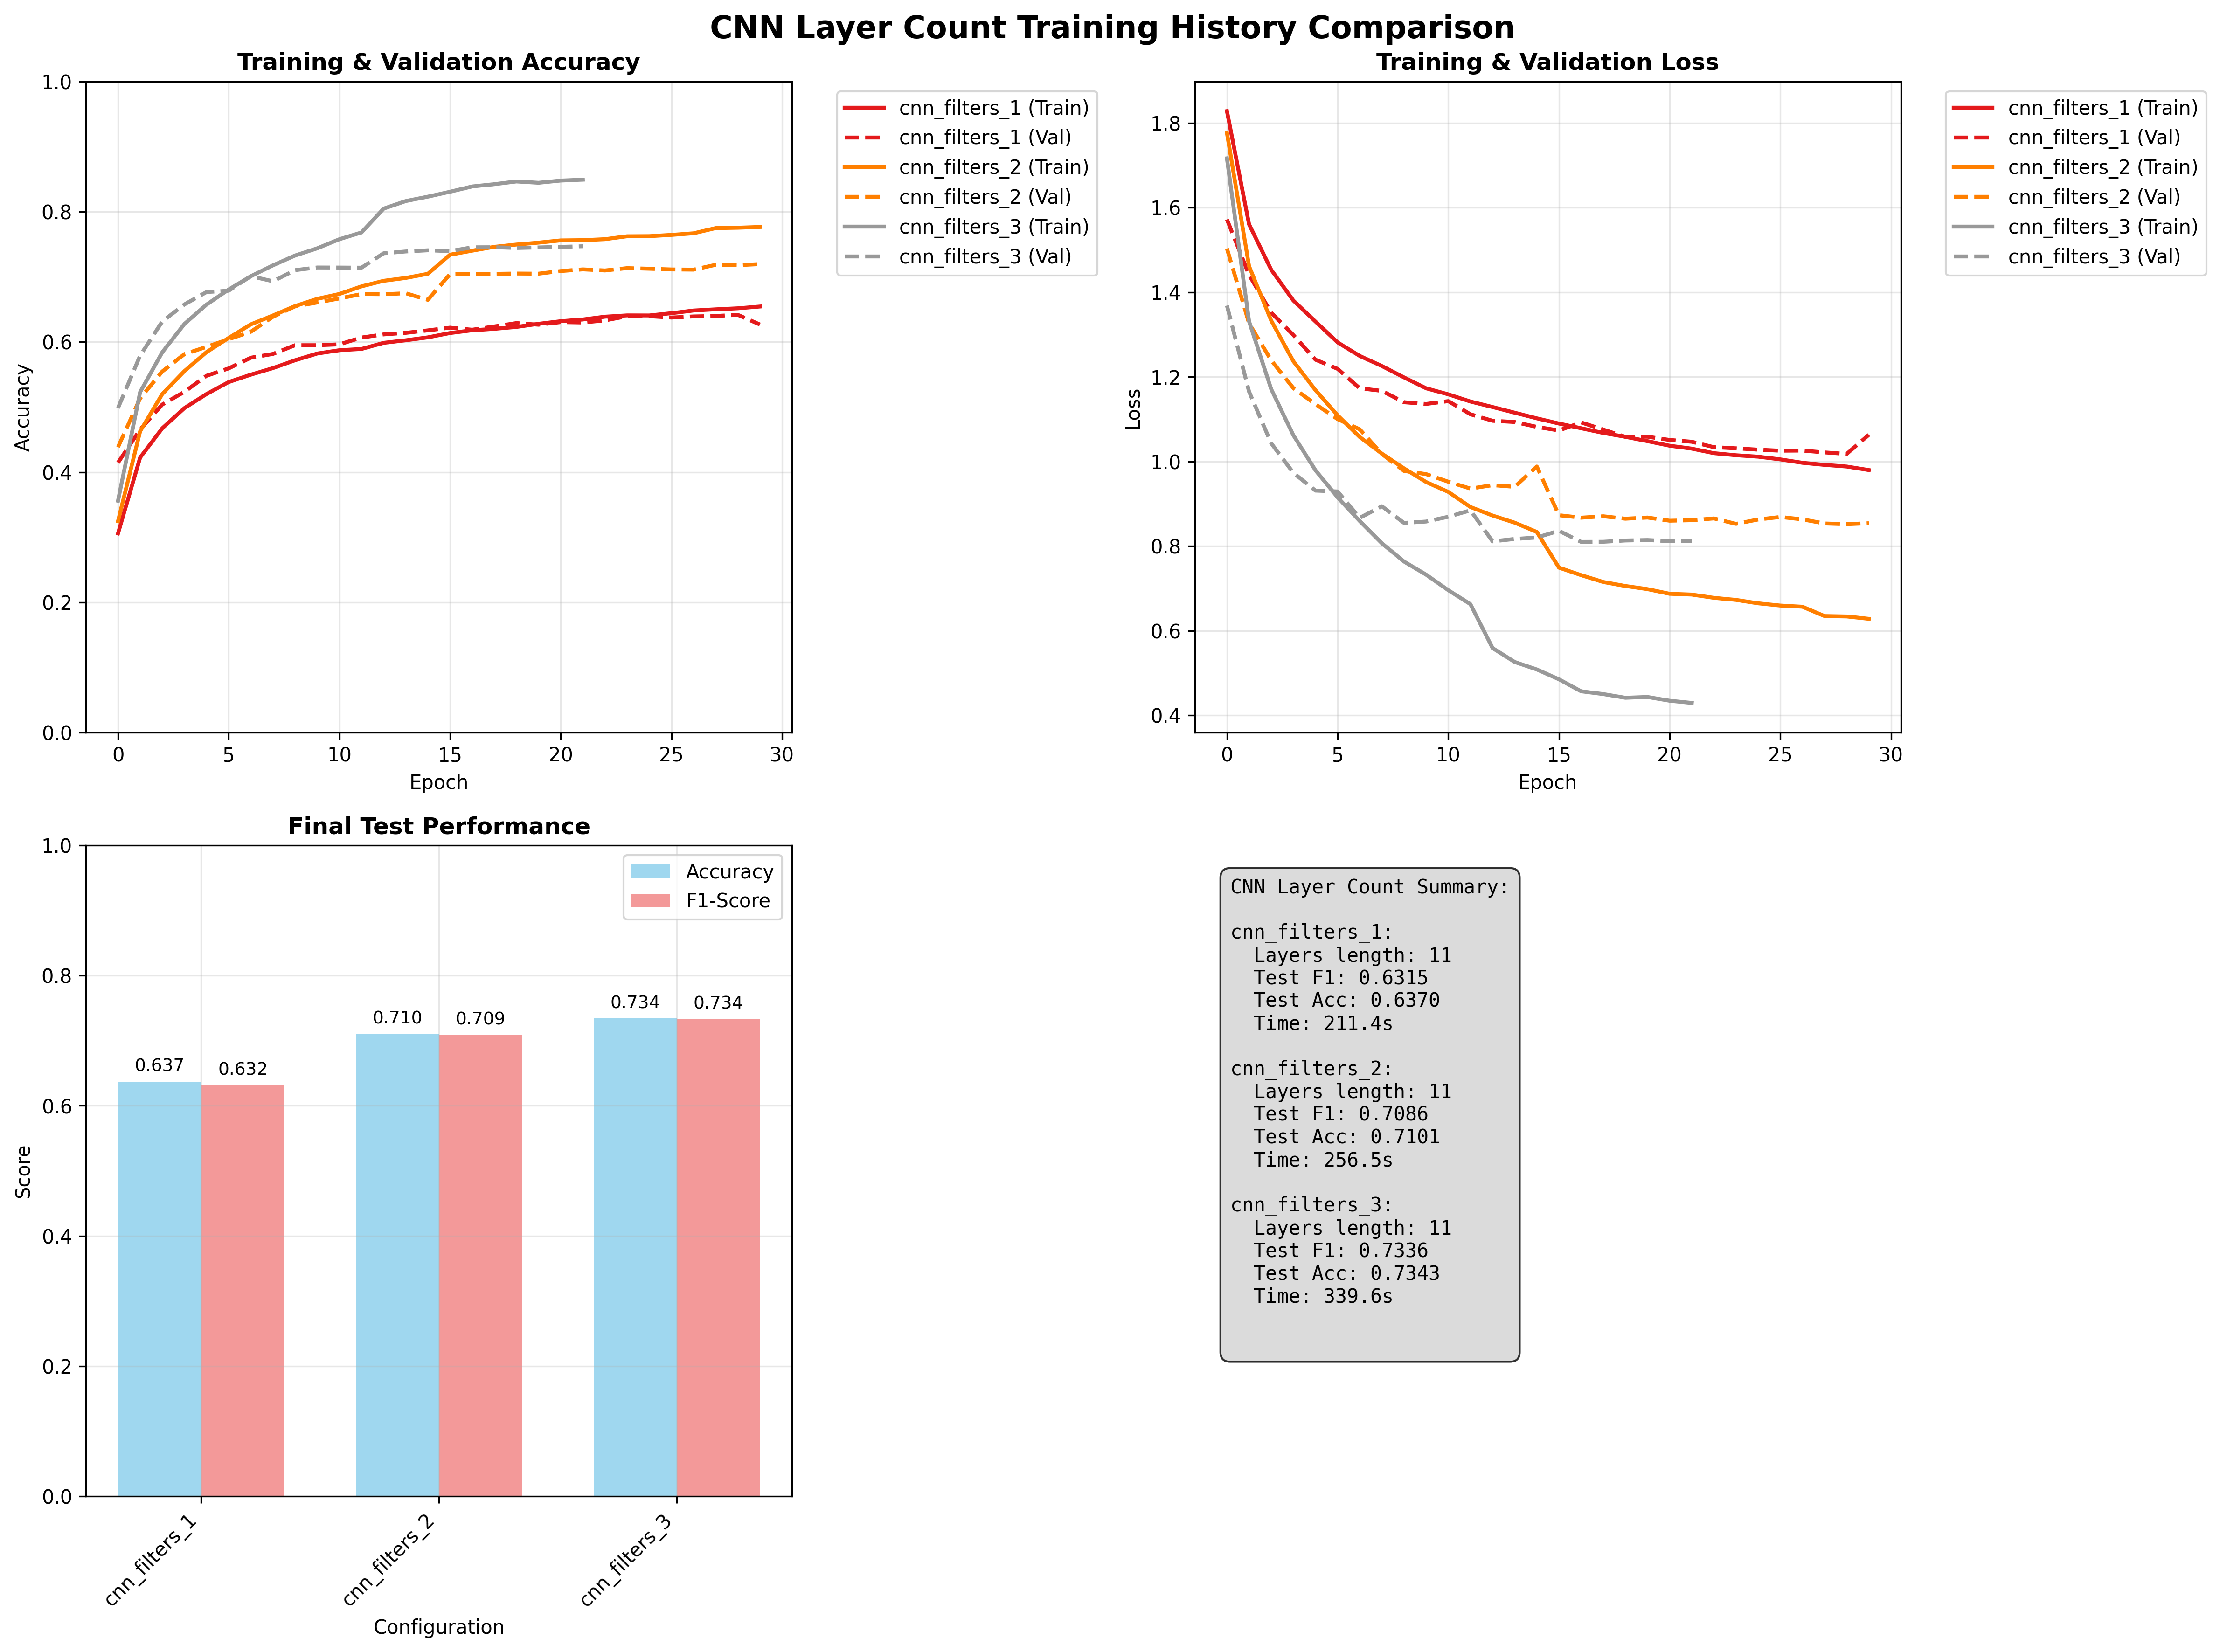 CNN Layer Count Training History Comparison
Training & Validation Accuracy
1.0
0.8
0.6
0.4
0.2
0.0
Accuracy
0 5 10 15 20 25 30
Epoch
cnn_filters_1 (Train)
cnn_filters_1 (Val)
cnn_filters_2 (Train)
cnn_filters_2 (Val)
cnn_filters_3 (Train)
cnn_filters_3 (Val)
Training & Validation Loss
1.8
1.6
1.4
1.2
1.0
0.8
0.6
0.4
Loss
0 5 10 15 20 25 30
Epoch
cnn_filters_1 (Train)
cnn_filters_1 (Val)
cnn_filters_2 (Train)
cnn_filters_2 (Val)
cnn_filters_3 (Train)
cnn_filters_3 (Val)
Final Test Performance
1.0
0.8
0.6
0.4
0.2
0.0
Score
Accuracy
F1-Score
0.637 0.632 0.710 0.709 0.734 0.734
cnn_filters_1
cnn_filters_2
cnn_filters_3
Configuration
CNN Layer Count Summary:
cnn_filters_1:
Layers length: 11
Test F1: 0.6315
Test Acc: 0.6370
Time: 211.4s
cnn_filters_2:
Layers length: 11
Test F1: 0.7086
Test Acc: 0.7101
Time: 256.5s
cnn_filters_3:
Layers length: 11
Test F1: 0.7336
Test Acc: 0.7343
Time: 339.6s